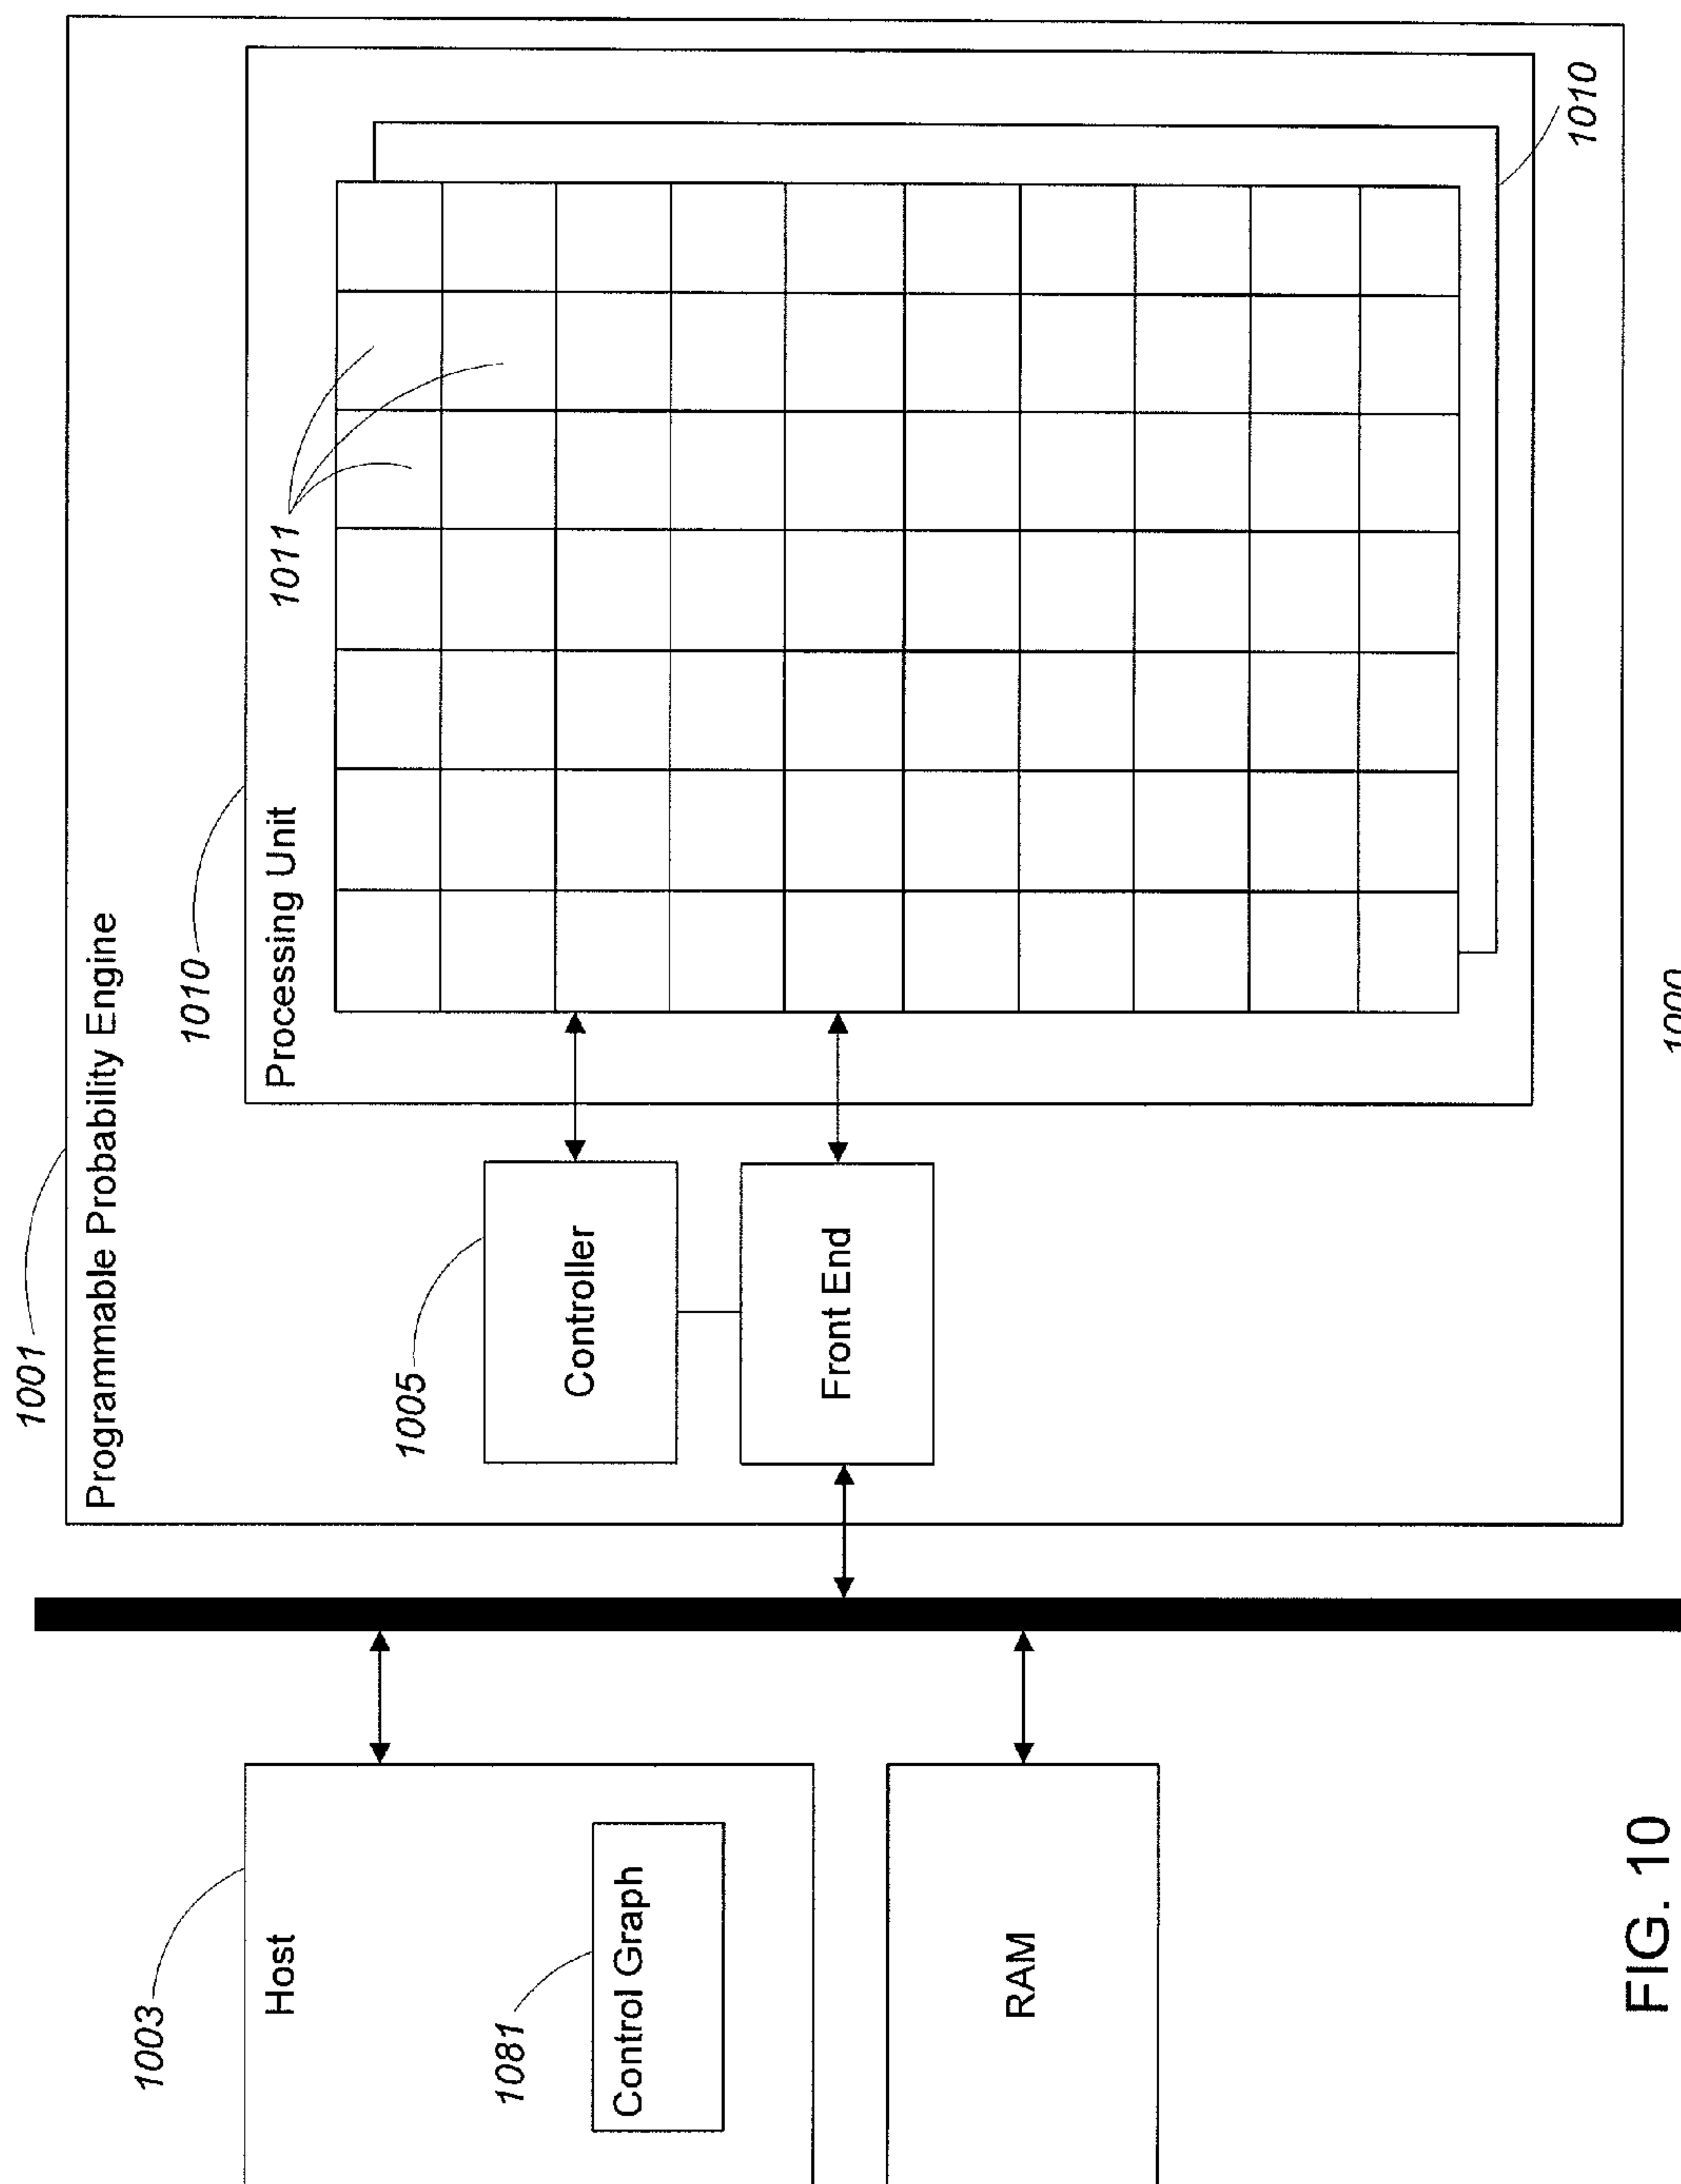 1001
Programmable Probability Engine
1010
Processing Unit
1011
1005
Controller
Front End
1010
1003
Host
1081
Control Graph
RAM
FIG. 10
1000